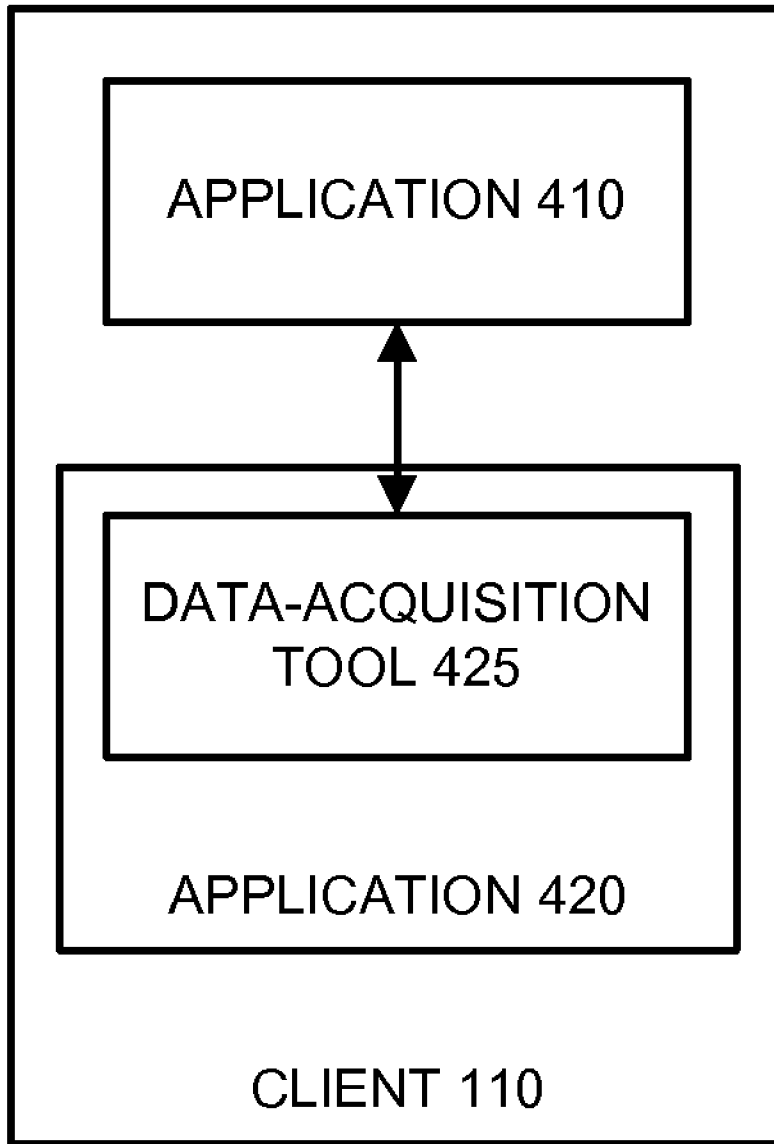 APPLICATION 410
DATA-ACQUISITION
TOOL 425
APPLICATION 420
CLIENT 110